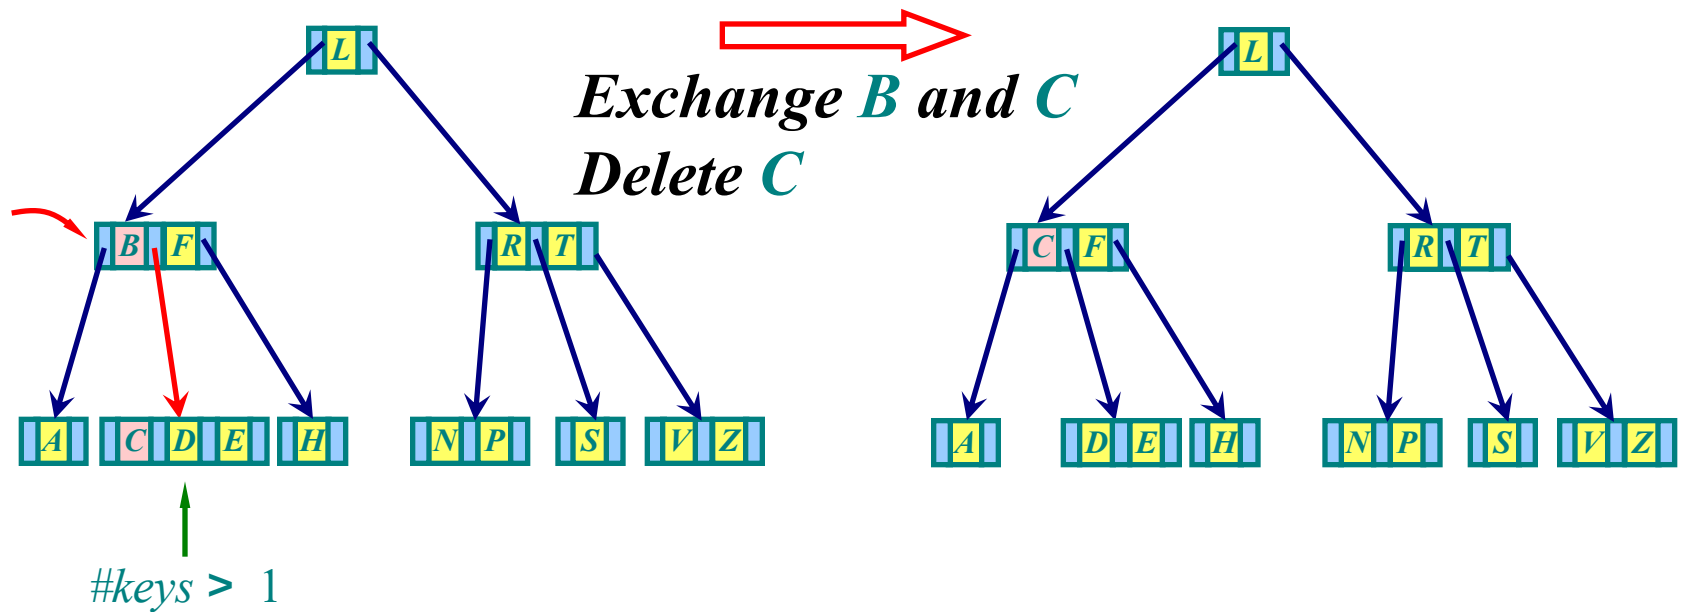 L
L
Exchange B and C
Delete C
B F
R T
C F
R T
A
C D E
H
N P
S
V Z
A
D E
H
N P
S
V Z
#keys > 1